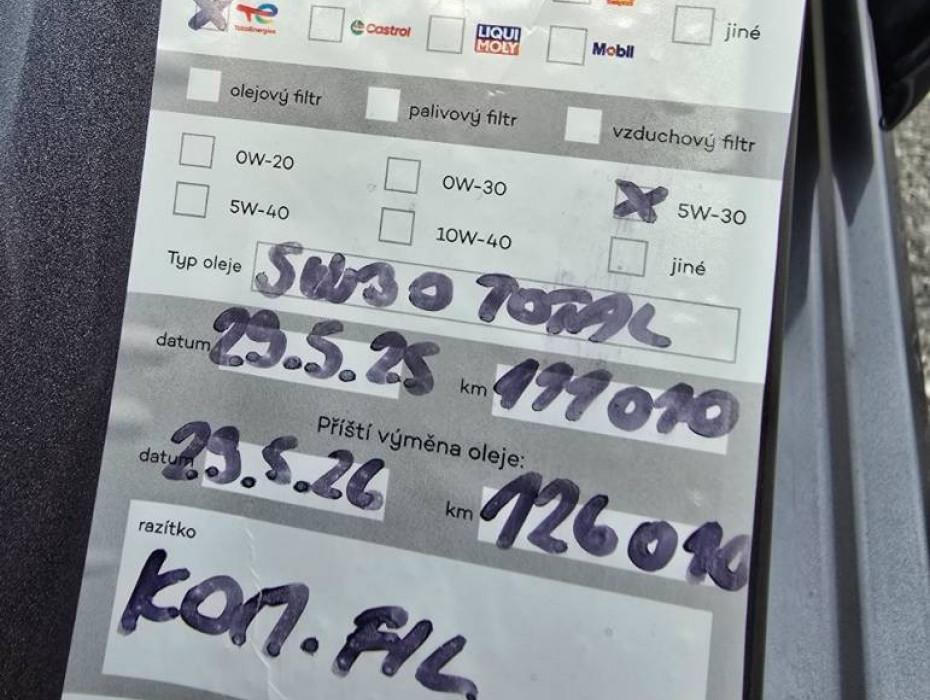 TotalEnergies Castrol LIQUI MOLY Mobil jiné
olejový filtr palivový filtr vzduchový filtr
0W-20 0W-30 5W-30
5W-40 10W-40 jiné
Typ oleje 5W30 TOTAL
datum 29.5.25 km 111010
Příští výměna oleje:
datum 29.5.26 km 126010
razítko
KOM. FIL